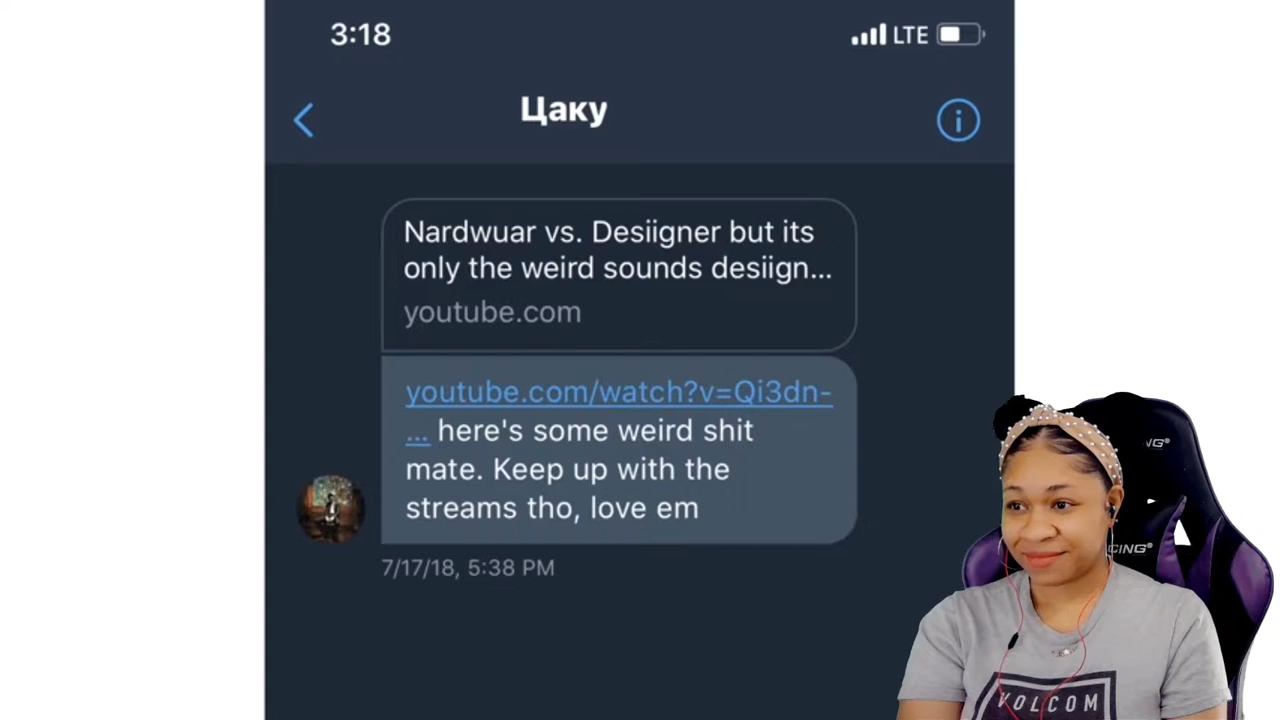 3:18
LTE
Цаку
Nardwuar vs. Desiigner but its
only the weird sounds desiign...
youtube.com
youtube.com/watch?v=Qi3dn-
... here's some weird shit
mate. Keep up with the
streams tho, love em
7/17/18, 5:38 PM
VOLCOM